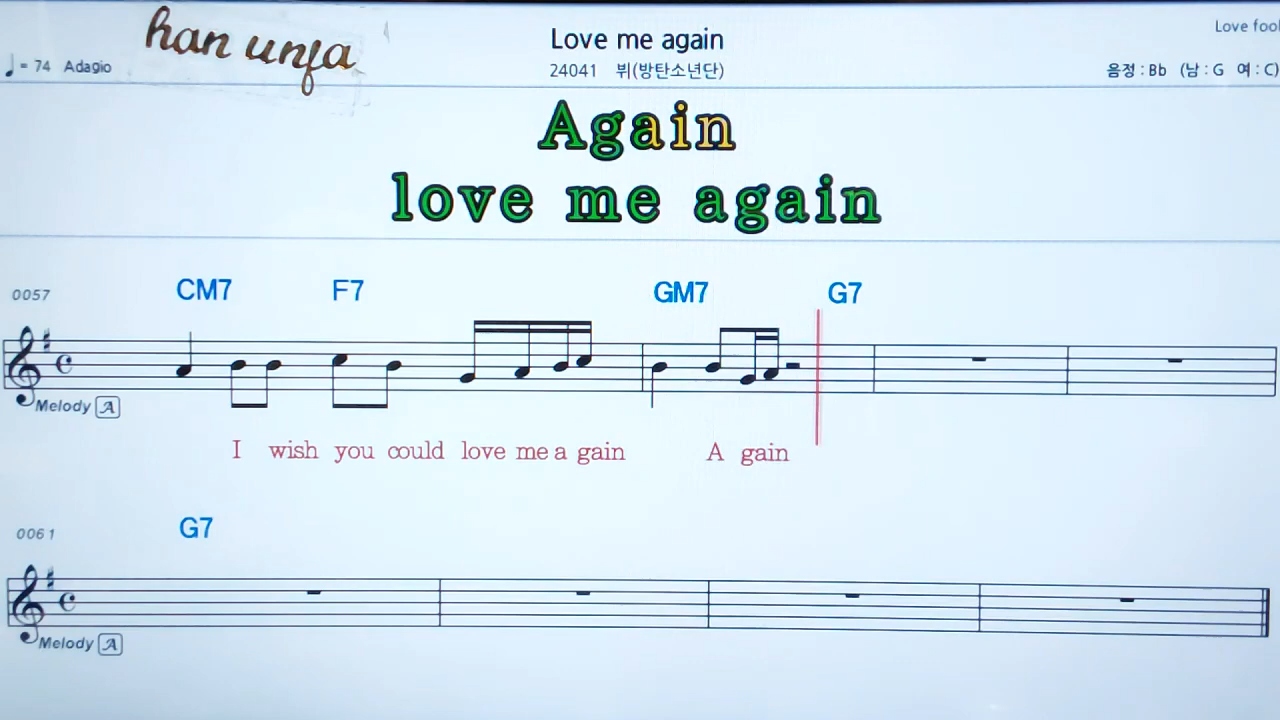 han unfa
Love me again
Love fool
♩= 74 Adagio
24041 뷔(방탄소년단)
음정 : Bb (남 : G 여 : C)
Again
love me again
0057
CM7 F7 GM7 G7
Melody A
I wish you could love me a gain A gain
0061
G7
Melody A